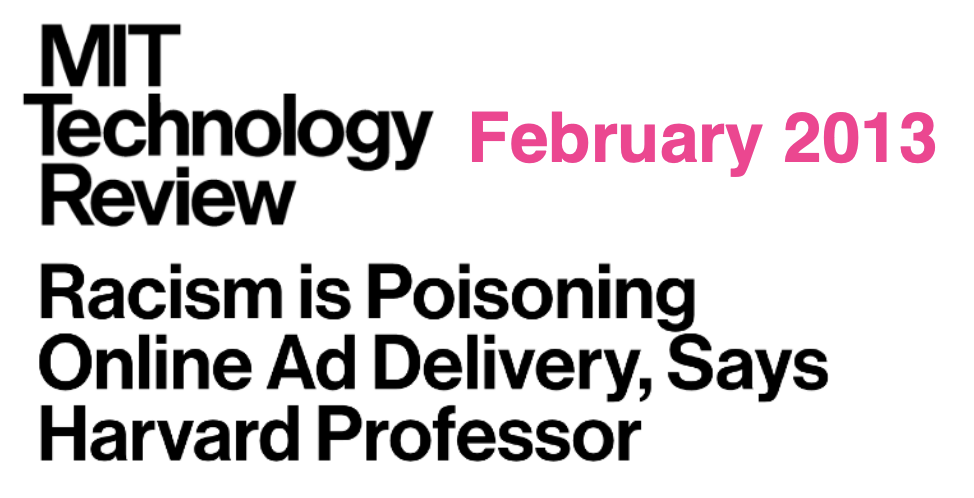 MIT
Technology
Review
February 2013
Racism is Poisoning
Online Ad Delivery, Says
Harvard Professor